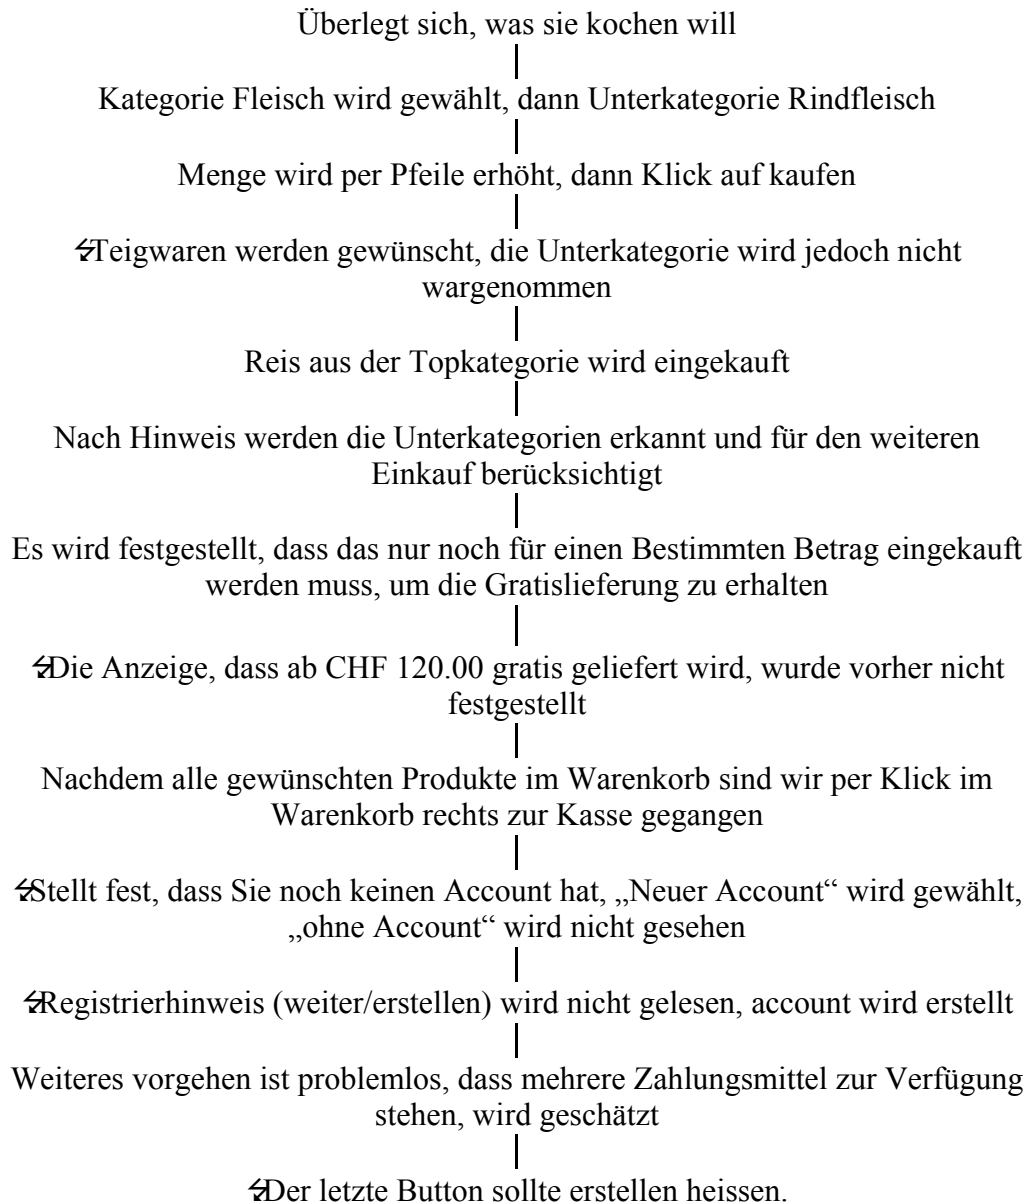 Überlegt sich, was sie kochen will
Kategorie Fleisch wird gewählt, dann Unterkategorie Rindfleisch
Menge wird per Pfeile erhöht, dann Klick auf kaufen
↯Teigwaren werden gewünscht, die Unterkategorie wird jedoch nicht
wargenommen
Reis aus der Topkategorie wird eingekauft
Nach Hinweis werden die Unterkategorien erkannt und für den weiteren
Einkauf berücksichtigt
Es wird festgestellt, dass das nur noch für einen Bestimmten Betrag eingekauft
werden muss, um die Gratislieferung zu erhalten
↯Die Anzeige, dass ab CHF 120.00 gratis geliefert wird, wurde vorher nicht
festgestellt
Nachdem alle gewünschten Produkte im Warenkorb sind wir per Klick im
Warenkorb rechts zur Kasse gegangen
↯Stellt fest, dass Sie noch keinen Account hat, „Neuer Account“ wird gewählt,
„ohne Account“ wird nicht gesehen
↯Registrierhinweis (weiter/erstellen) wird nicht gelesen, account wird erstellt
Weiteres vorgehen ist problemlos, dass mehrere Zahlungsmittel zur Verfügung
stehen, wird geschätzt
↯Der letzte Button sollte erstellen heissen.